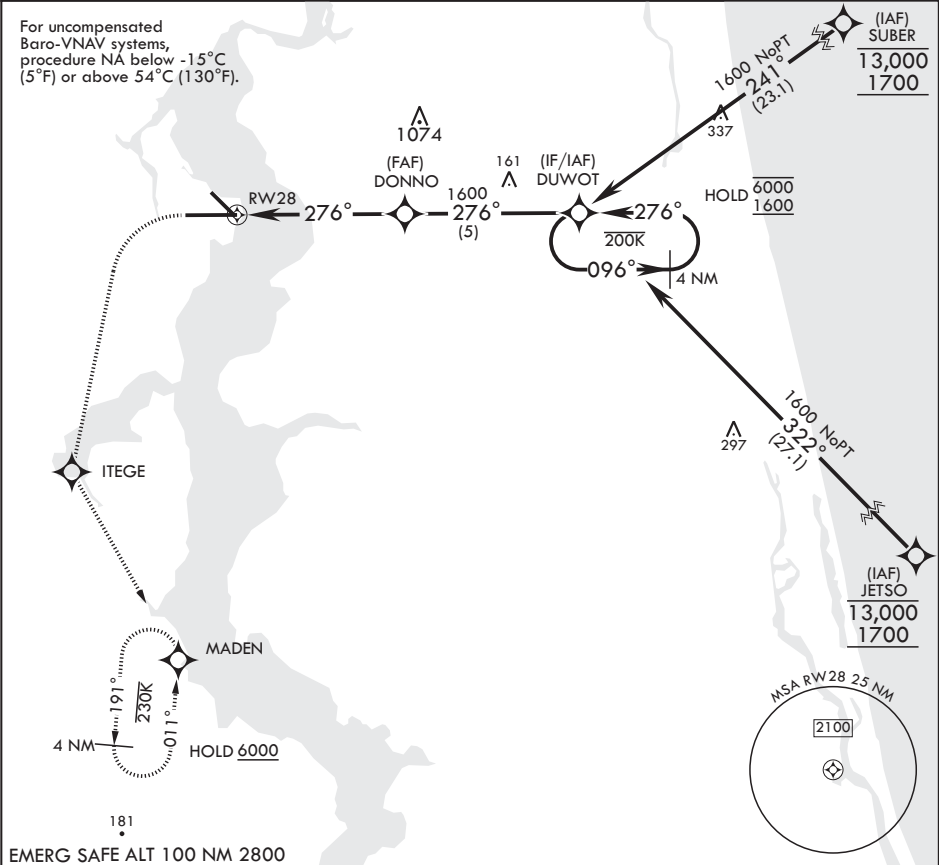 For uncompensated
Baro-VNAV systems,
procedure NA below -15°C
(5°F) or above 54°C (130°F).
(IAF)
SUBER
13,000
1700
1600 NoPT
241°
(23.1)
337
1074
(FAF)
DONNO
161
(IF/IAF)
DUWOT
HOLD 6000
1600
RW28
276°
1600
276°
(5)
276°
200K
096°
4 NM
1600 NoPT
322°
(27.1)
297
ITEGE
(IAF)
JETSO
13,000
1700
MADEN
191°
230K
011°
4 NM
HOLD 6000
MSA RW28 25 NM
2100
181
EMERG SAFE ALT 100 NM 2800